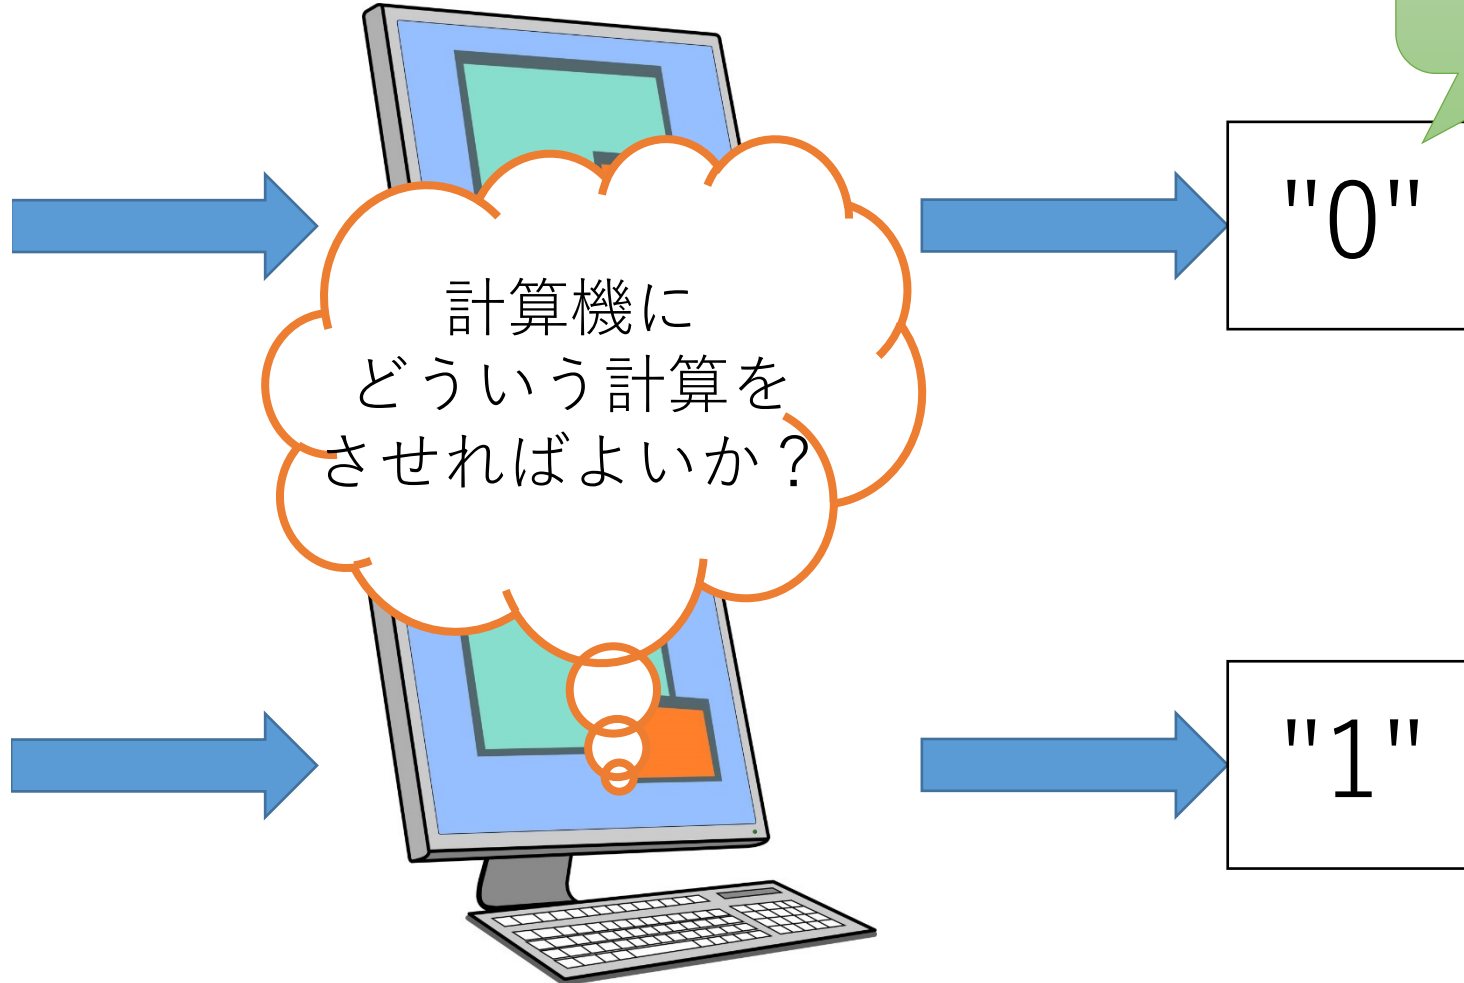 計算機に
どういう計算を
させればよいか？
"0"
"1"